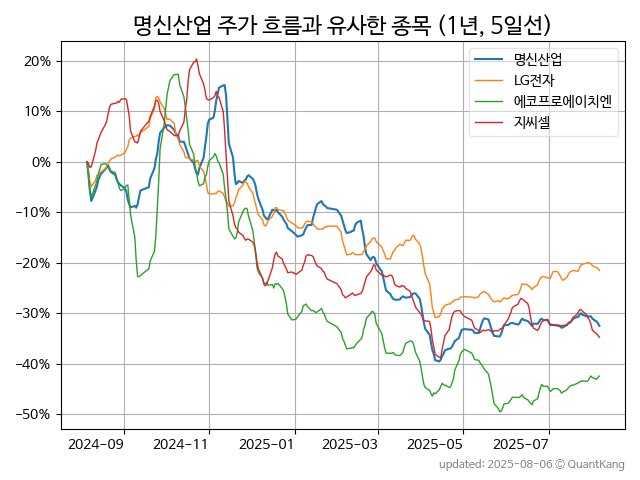 명신산업 주가 흐름과 유사한 종목 (1년, 5일선)
명신산업
LG전자
에코프로에이치엔
지씨셀
20%
10%
0%
−10%
−20%
−30%
−40%
−50%
2024-09 2024-11 2025-01 2025-03 2025-05 2025-07
updated: 2025-08-06 © QuantKang